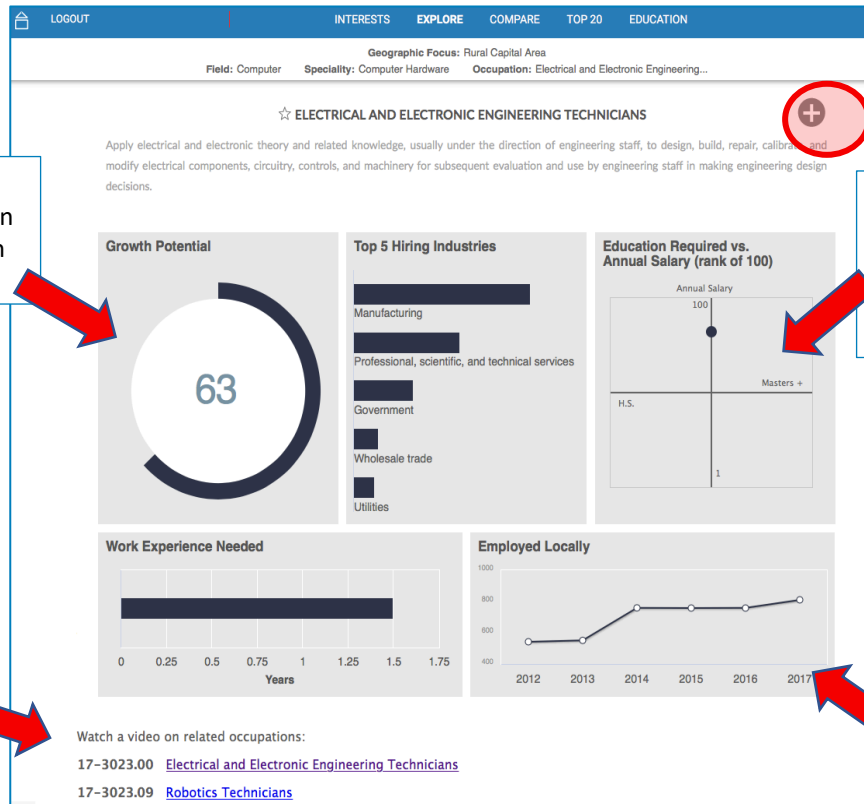 LOGOUT INTERESTS EXPLORE COMPARE TOP 20 EDUCATION
Geographic Focus: Rural Capital Area
Field: Computer Speciality: Computer Hardware Occupation: Electrical and Electronic Engineering...
☆ ELECTRICAL AND ELECTRONIC ENGINEERING TECHNICIANS
Apply electrical and electronic theory and related knowledge, usually under the direction of engineering staff, to design, build, repair, calibrate, and
modify electrical components, circuitry, controls, and machinery for subsequent evaluation and use by engineering staff in making engineering design
decisions.
n
Growth Potential
63
Top 5 Hiring Industries
Manufacturing
Professional, scientific, and technical services
Government
Wholesale trade
Utilities
Education Required vs.
Annual Salary (rank of 100)
Annual Salary
100
Masters +
H.S.
1
Work Experience Needed
0 0.25 0.5 0.75 1 1.25 1.5 1.75
Years
Employed Locally
1000
800
600
400
2012 2013 2014 2015 2016 2017
Watch a video on related occupations:
17-3023.00 Electrical and Electronic Engineering Technicians
17-3023.09 Robotics Technicians